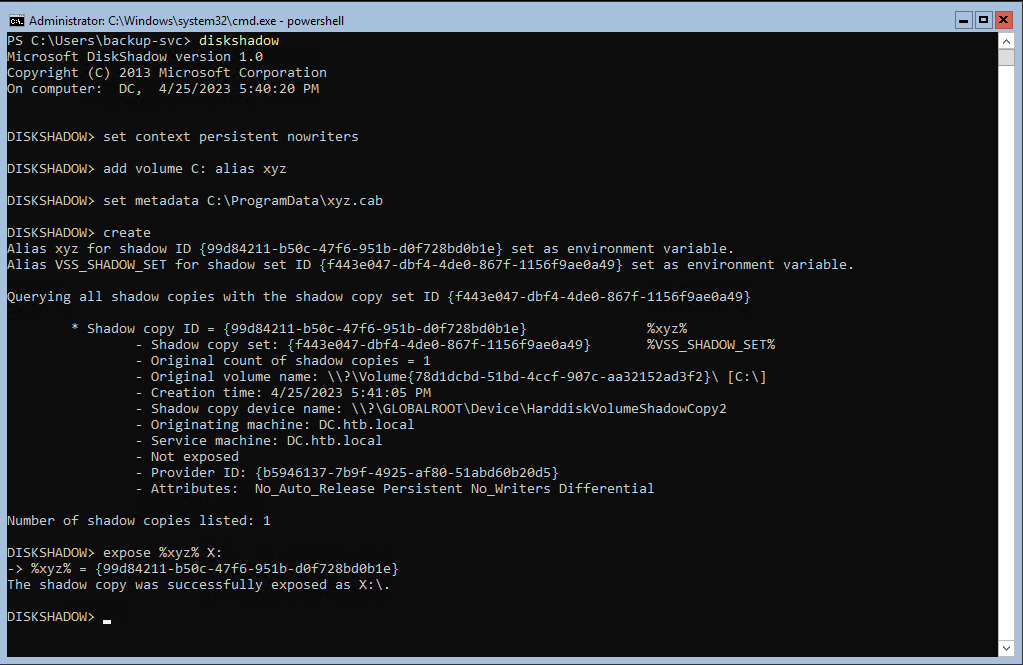 Administrator: C:\Windows\system32\cmd.exe - powershell
PS C:\Users\backup-svc> diskshadow
Microsoft DiskShadow version 1.0
Copyright (C) 2013 Microsoft Corporation
On computer:  DC,  4/25/2023 5:40:20 PM
DISKSHADOW> set context persistent nowriters
DISKSHADOW> add volume C: alias xyz
DISKSHADOW> set metadata C:\ProgramData\xyz.cab
DISKSHADOW> create
Alias xyz for shadow ID {99d84211-b50c-47f6-951b-d0f728bd0b1e} set as environment variable.
Alias VSS_SHADOW_SET for shadow set ID {f443e047-dbf4-4de0-867f-1156f9ae0a49} set as environment variable.
Querying all shadow copies with the shadow copy set ID {f443e047-dbf4-4de0-867f-1156f9ae0a49}
* Shadow copy ID = {99d84211-b50c-47f6-951b-d0f728bd0b1e} %xyz%
- Shadow copy set: {f443e047-dbf4-4de0-867f-1156f9ae0a49} %VSS_SHADOW_SET%
- Original count of shadow copies = 1
- Original volume name: \\?\Volume{78d1dcbd-51bd-4ccf-907c-aa32152ad3f2}\ [C:\]
- Creation time: 4/25/2023 5:41:05 PM
- Shadow copy device name: \\?\GLOBALROOT\Device\HarddiskVolumeShadowCopy2
- Originating machine: DC.htb.local
- Service machine: DC.htb.local
- Not exposed
- Provider ID: {b5946137-7b9f-4925-af80-51abd60b20d5}
- Attributes:  No_Auto_Release Persistent No_Writers Differential
Number of shadow copies listed: 1
DISKSHADOW> expose %xyz% X:
-> %xyz% = {99d84211-b50c-47f6-951b-d0f728bd0b1e}
The shadow copy was successfully exposed as X:\.
DISKSHADOW>